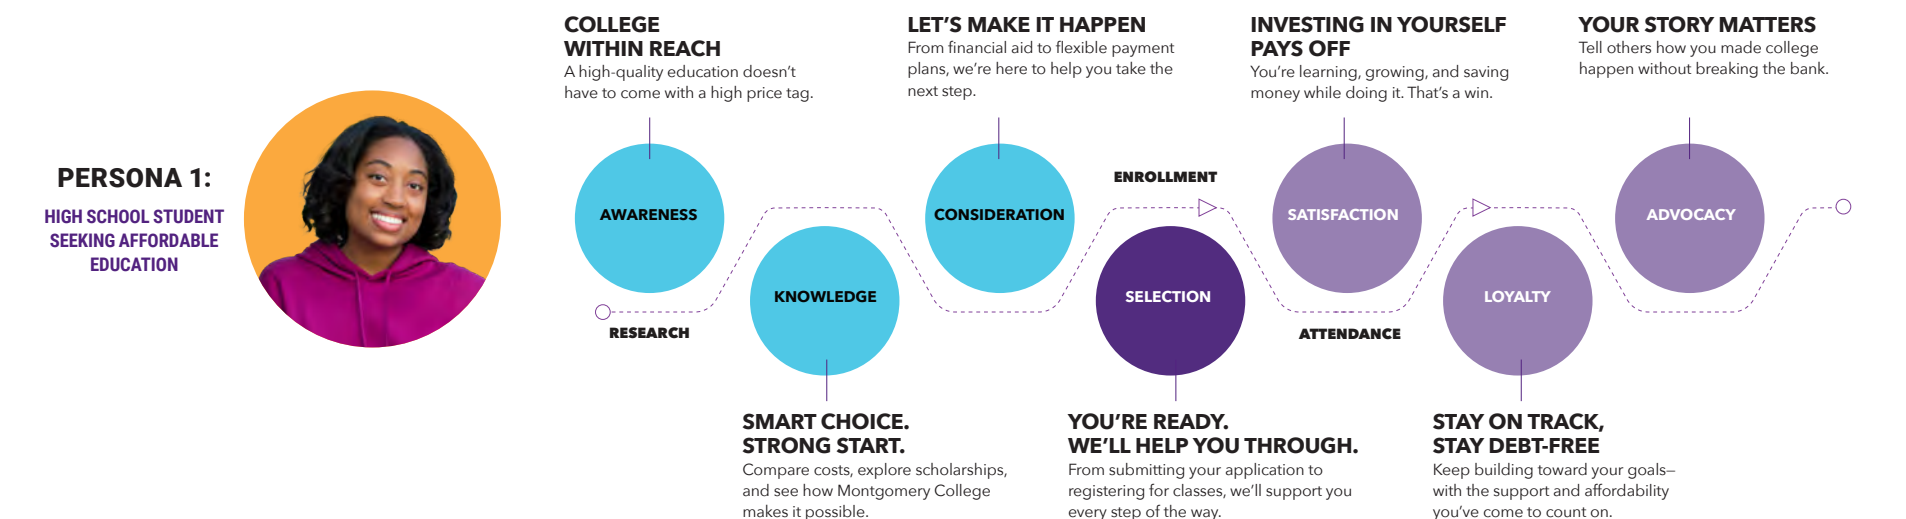 PERSONA 1:
HIGH SCHOOL STUDENT
SEEKING AFFORDABLE
EDUCATION
COLLEGE
WITHIN REACH
A high-quality education doesn’t
have to come with a high price tag.
AWARENESS
RESEARCH
KNOWLEDGE
SMART CHOICE.
STRONG START.
Compare costs, explore scholarships,
and see how Montgomery College
makes it possible.
LET’S MAKE IT HAPPEN
From financial aid to flexible payment
plans, we’re here to help you take the
next step.
CONSIDERATION
ENROLLMENT
SELECTION
YOU’RE READY.
WE’LL HELP YOU THROUGH.
From submitting your application to
registering for classes, we’ll support you
every step of the way.
INVESTING IN YOURSELF
PAYS OFF
You’re learning, growing, and saving
money while doing it. That’s a win.
SATISFACTION
ATTENDANCE
LOYALTY
STAY ON TRACK,
STAY DEBT-FREE
Keep building toward your goals—
with the support and affordability
you’ve come to count on.
YOUR STORY MATTERS
Tell others how you made college
happen without breaking the bank.
ADVOCACY